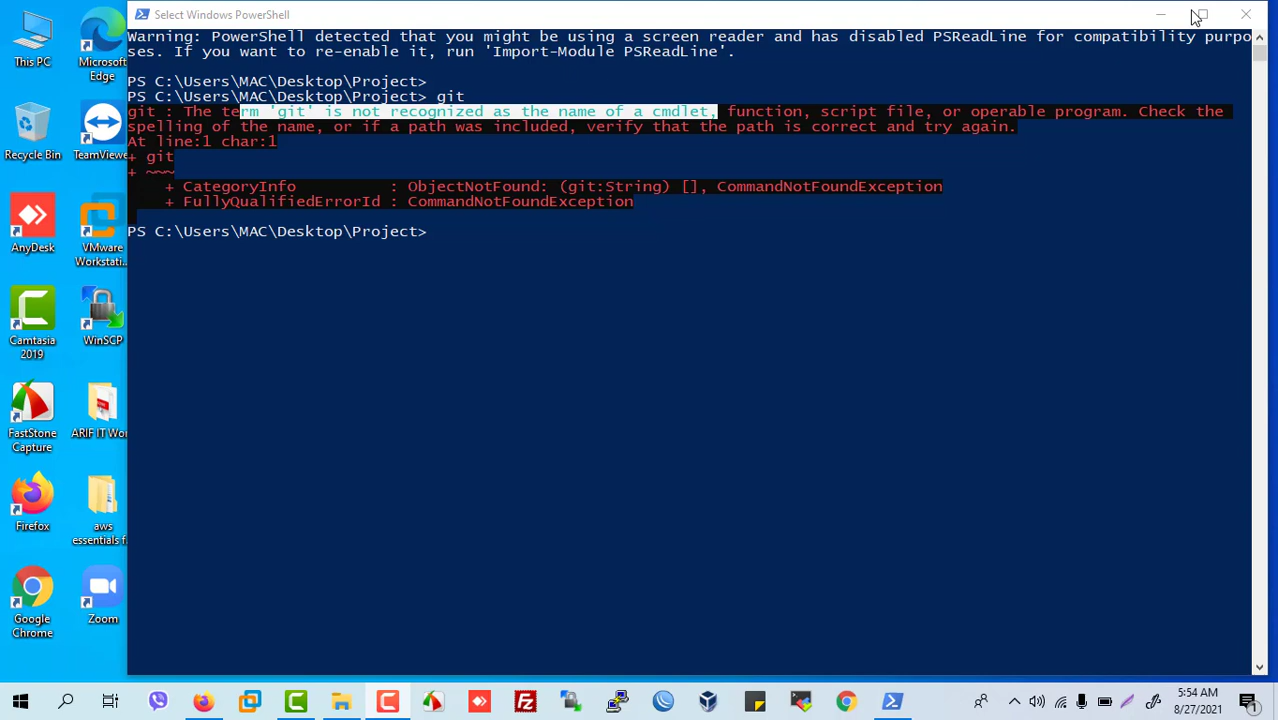 Select Windows PowerShell
Warning: PowerShell detected that you might be using a screen reader and has disabled PSReadLine for compatibility purpo
ses. If you want to re-enable it, run 'Import-Module PSReadLine'.
PS C:\Users\MAC\Desktop\Project>
PS C:\Users\MAC\Desktop\Project> git
git : The term 'git' is not recognized as the name of a cmdlet, function, script file, or operable program. Check the
spelling of the name, or if a path was included, verify that the path is correct and try again.
At line:1 char:1
+ git
+ ~~~
+ CategoryInfo : ObjectNotFound: (git:String) [], CommandNotFoundException
+ FullyQualifiedErrorId : CommandNotFoundException
PS C:\Users\MAC\Desktop\Project>
This PC
Microsoft
Edge
Recycle Bin
TeamViewe
AnyDesk
VMware
Workstati...
Camtasia
2019
WinSCP
FastStone
Capture
ARIF IT Wo
Firefox
aws
essentials f
Google
Chrome
Zoom
5:54 AM
8/27/2021
1